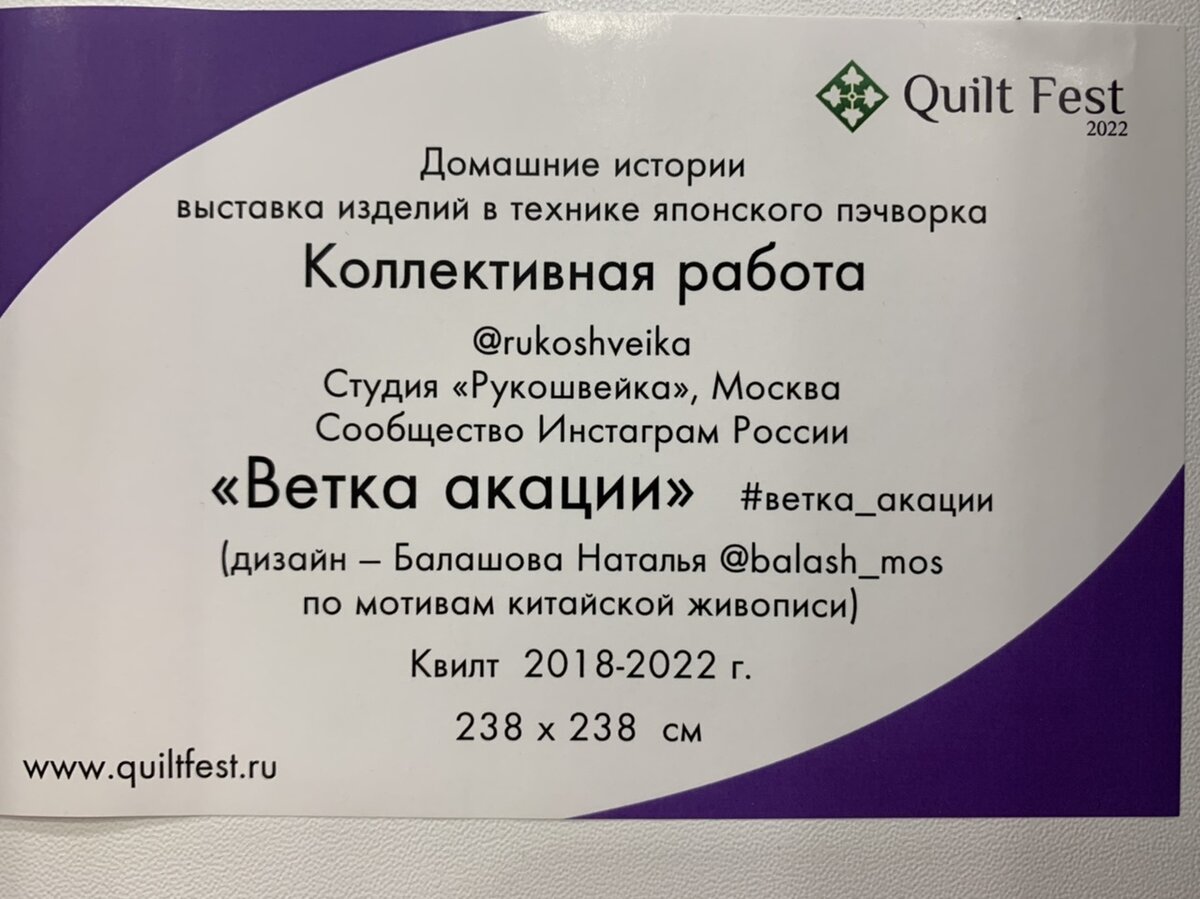 Quilt Fest
2022
Домашние истории
выставка изделий в технике японского пэчворка
Коллективная работа
@rukoshveika
Студия «Рукошвейка», Москва
Сообщество Инстаграм России
«Ветка акации» #ветка_акации
(дизайн – Балашова Наталья @balash_mos
по мотивам китайской живописи)
Квилт 2018-2022 г.
238 х 238 см
www.quiltfest.ru